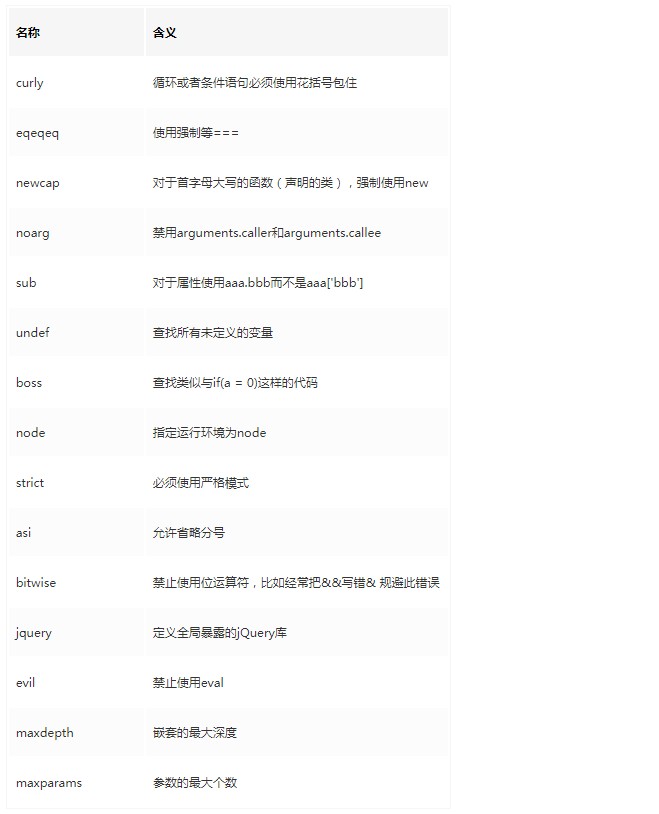 名称 含义
curly 循环或者条件语句必须使用花括号包住
eqeqeq 使用强制等===
newcap 对于首字母大写的函数（声明的类），强制使用new
noarg 禁用arguments.caller和arguments.callee
sub 对于属性使用aaa.bbb而不是aaa['bbb']
undef 查找所有未定义的变量
boss 查找类似与if(a = 0)这样的代码
node 指定运行环境为node
strict 必须使用严格模式
asi 允许省略分号
bitwise 禁止使用位运算符，比如经常把&&写错& 规避此错误
jquery 定义全局暴露的jQuery库
evil 禁止使用eval
maxdepth 嵌套的最大深度
maxparams 参数的最大个数